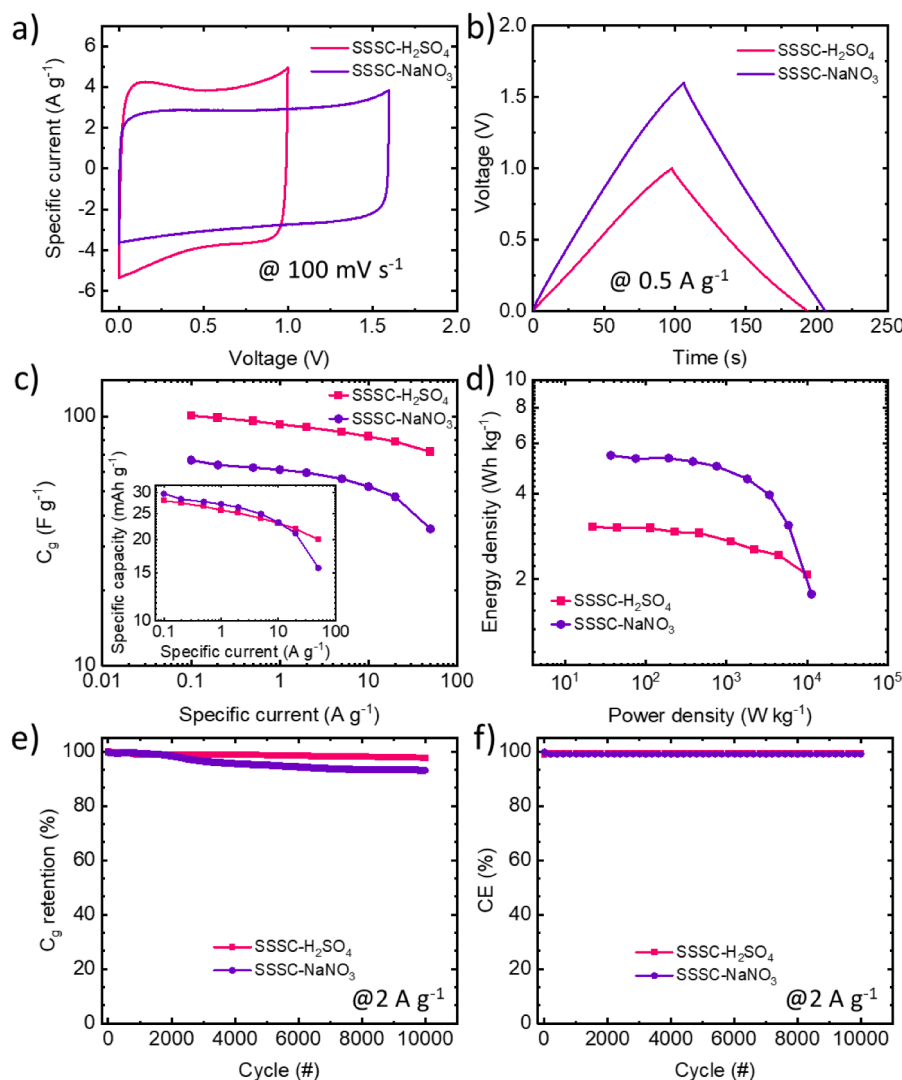 a)
SSSC-H₂SO₄
SSSC-NaNO₃
6
4
2
0
-2
-4
-6
Specific current (A g⁻¹)
@ 100 mV s⁻¹
0.0 0.5 1.0 1.5 2.0
Voltage (V)
b)
SSSC-H₂SO₄
SSSC-NaNO₃
2.0
1.5
1.0
0.5
0.0
Voltage (V)
@ 0.5 A g⁻¹
0 50 100 150 200 250
Time (s)
c)
SSSC-H₂SO₄
SSSC-NaNO₃
100
10
C_g (F g⁻¹)
30
25
20
15
10
Specific capacity (mAh g⁻¹)
0.1 1 10 100
Specific current (A g⁻¹)
0.01 0.1 1 10 100
Specific current (A g⁻¹)
d)
10
8
6
4
2
Energy density (Wh kg⁻¹)
SSSC-H₂SO₄
SSSC-NaNO₃
10¹ 10² 10³ 10⁴ 10⁵
Power density (W kg⁻¹)
e)
100
80
60
40
20
0
C_g retention (%)
SSSC-H₂SO₄
SSSC-NaNO₃
@2 A g⁻¹
0 2000 4000 6000 8000 10000
Cycle (#)
f)
100
80
60
40
20
0
CE (%)
SSSC-H₂SO₄
SSSC-NaNO₃
@2 A g⁻¹
0 2000 4000 6000 8000 10000
Cycle (#)